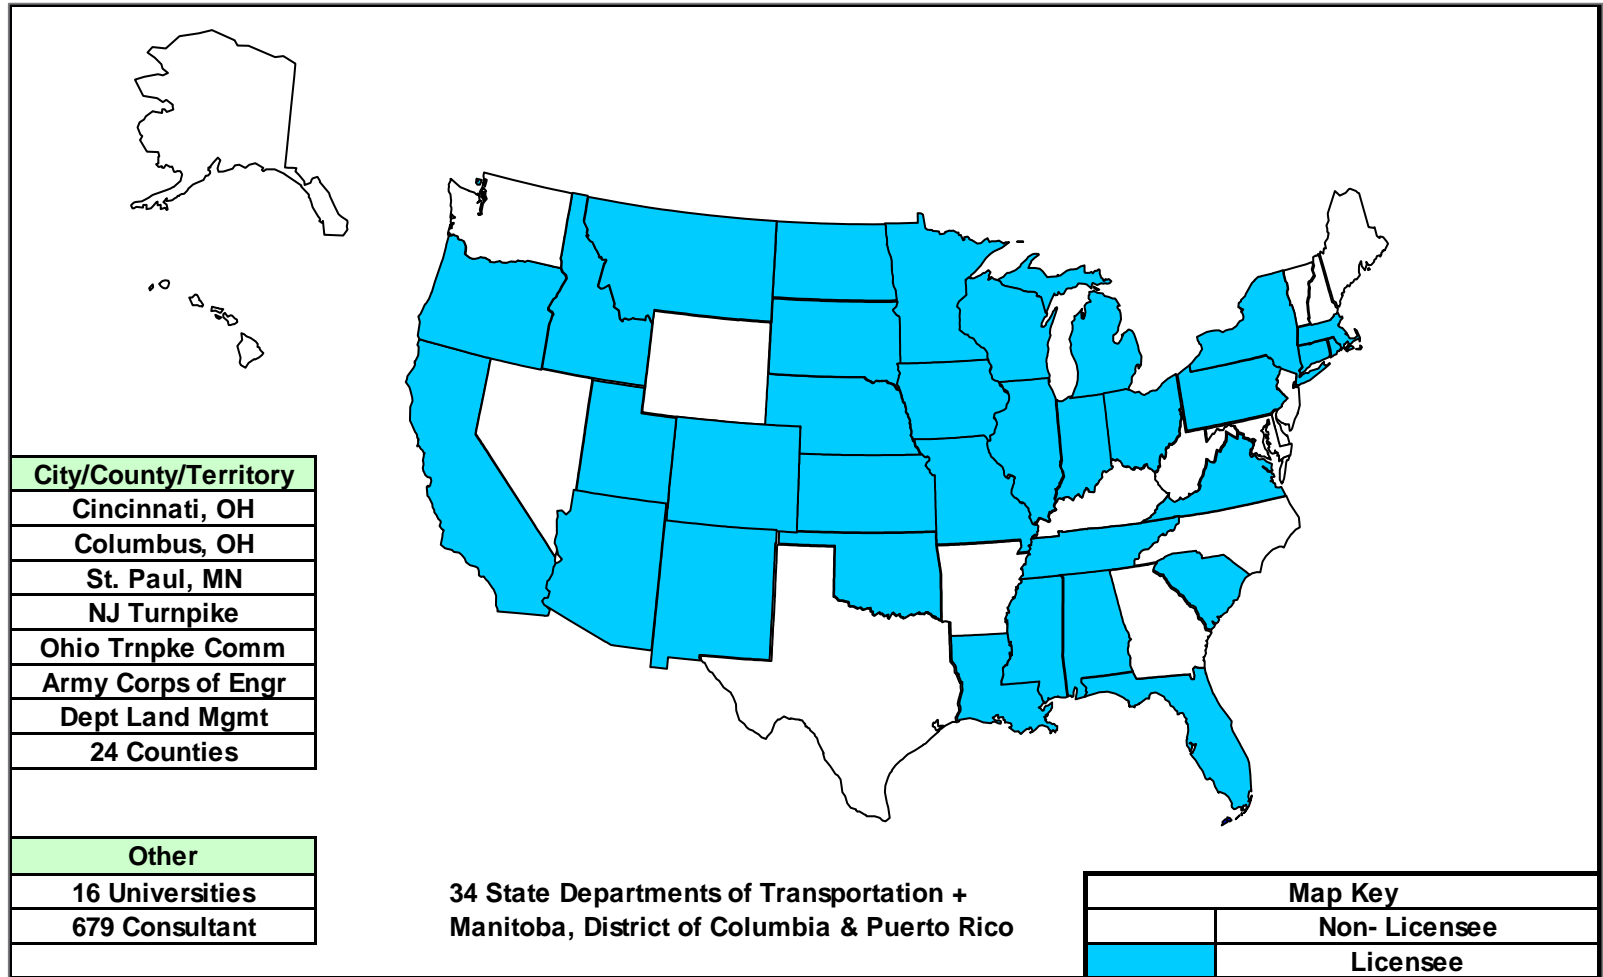 City/County/Territory
Cincinnati, OH
Columbus, OH
St. Paul, MN
NJ Turnpike
Ohio Trnpke Comm
Army Corps of Engr
Dept Land Mgmt
24 Counties
Other
16 Universities
679 Consultant
34 State Departments of Transportation +
Manitoba, District of Columbia & Puerto Rico
Map Key
Non- Licensee
Licensee